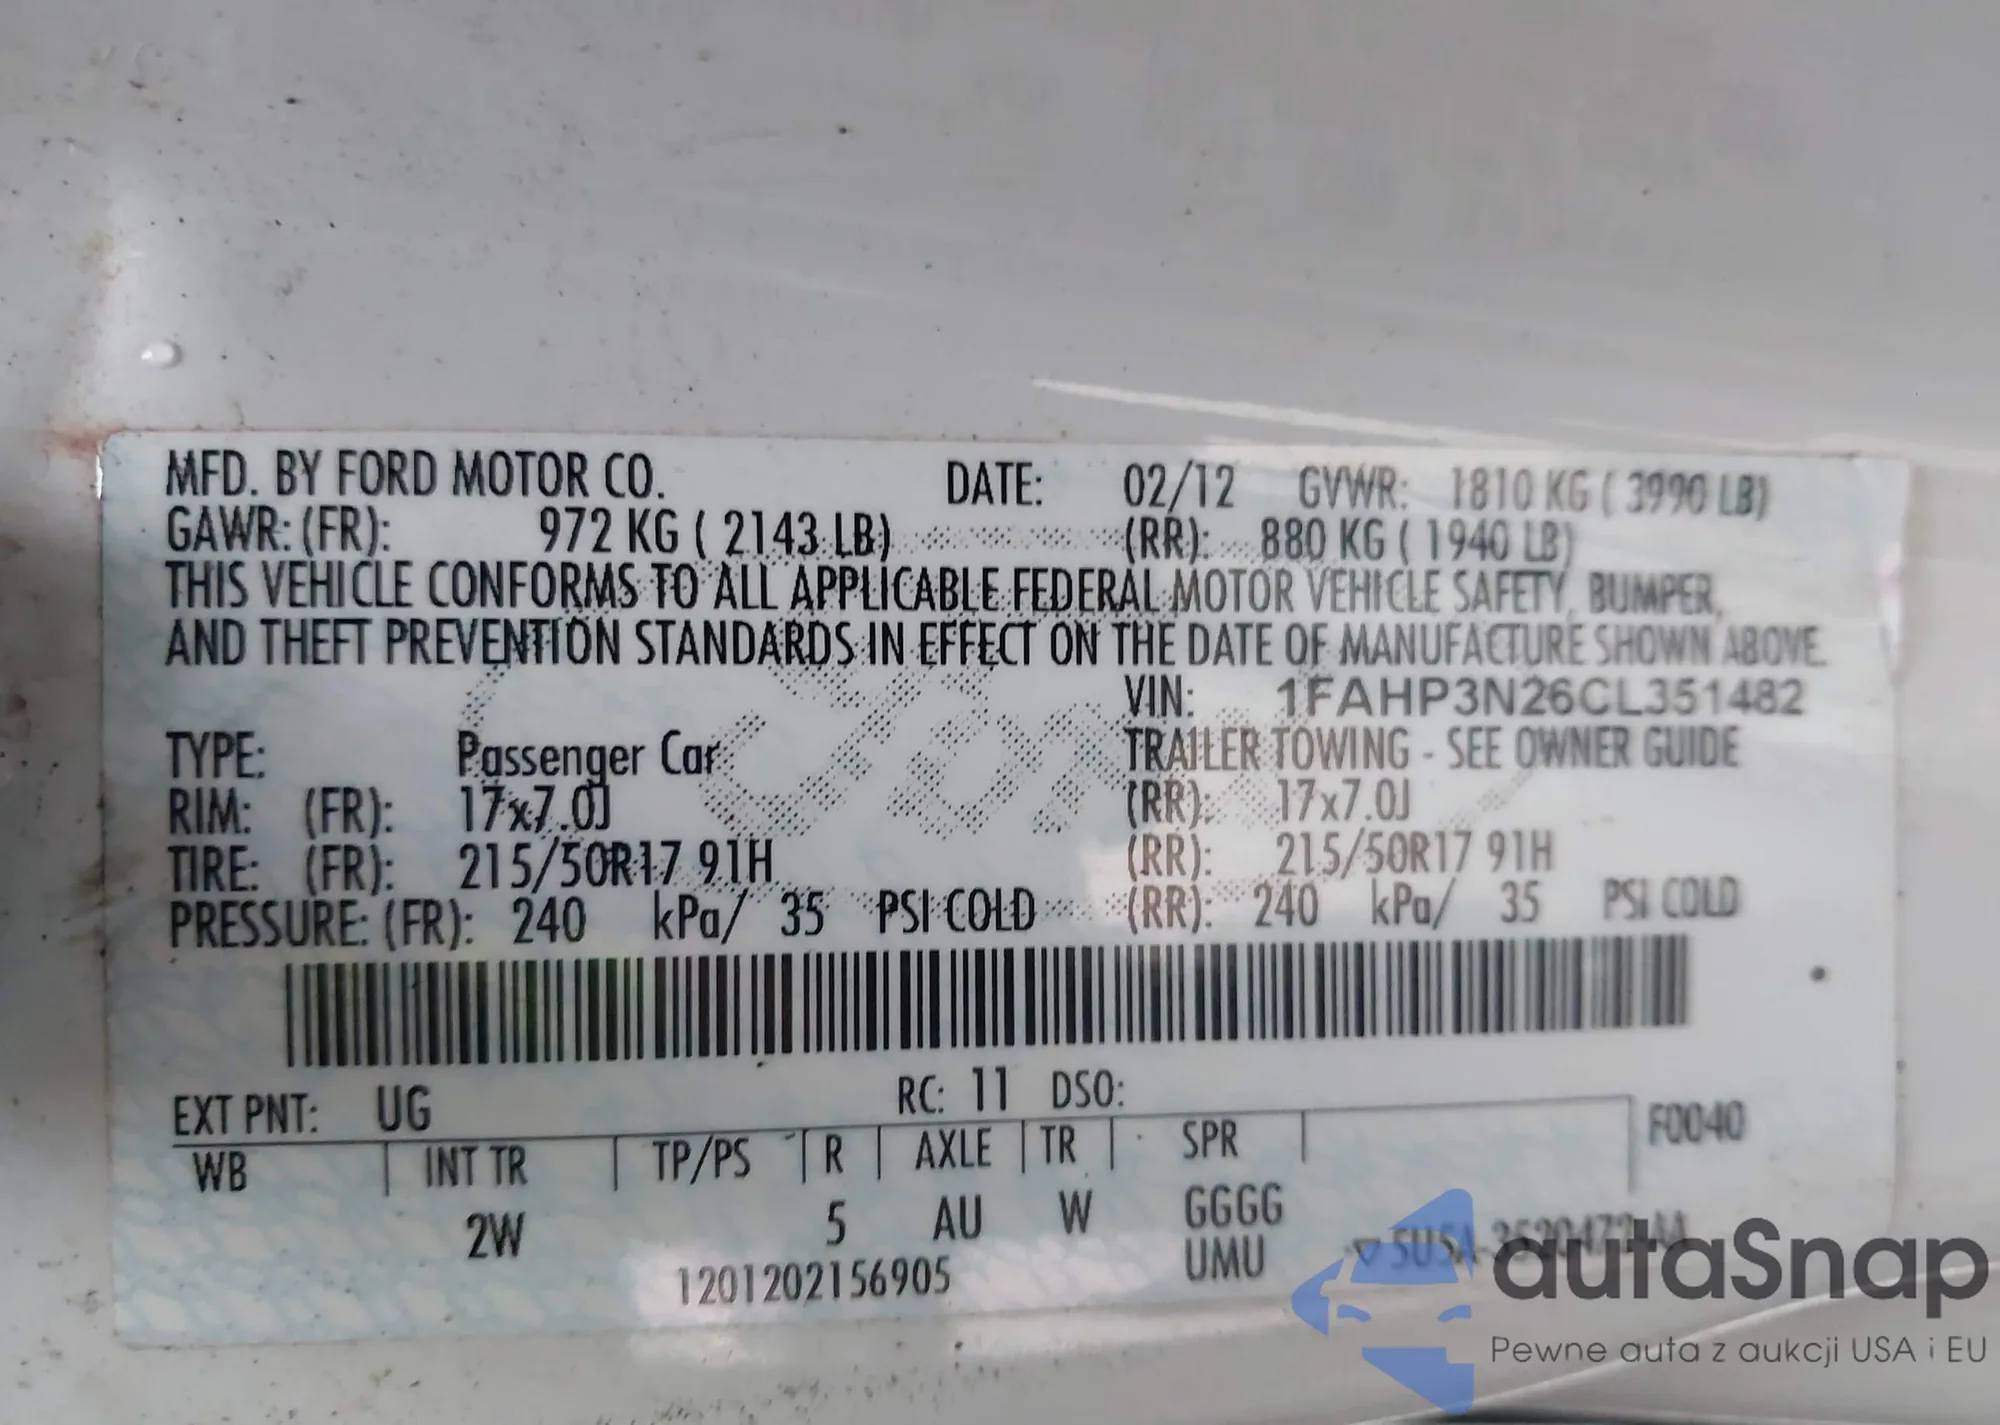 MFD. BY FORD MOTOR CO. DATE: 02/12 GVWR: 1810 KG ( 3990 LB)
GAWR: (FR): 972 KG ( 2143 LB) (RR): 880 KG ( 1940 LB)
THIS VEHICLE CONFORMS TO ALL APPLICABLE FEDERAL MOTOR VEHICLE SAFETY, BUMPER,
AND THEFT PREVENTION STANDARDS IN EFFECT ON THE DATE OF MANUFACTURE SHOWN ABOVE.
VIN: 1FAHP3N26CL351482
TYPE: Passenger Car TRAILER TOWING - SEE OWNER GUIDE
RIM: (FR): 17x7.0J (RR): 17x7.0J
TIRE: (FR): 215/50R17 91H (RR): 215/50R17 91H
PRESSURE: (FR): 240 kPa/ 35 PSI COLD (RR): 240 kPa/ 35 PSI COLD
EXT PNT: UG RC: 11 DSO:
WB INT TR TP/PS R AXLE TR SPR F0040
2W 5 AU W GGGG
UMU
1201202156905
autaSnap
Pewne auta z aukcji USA i EU